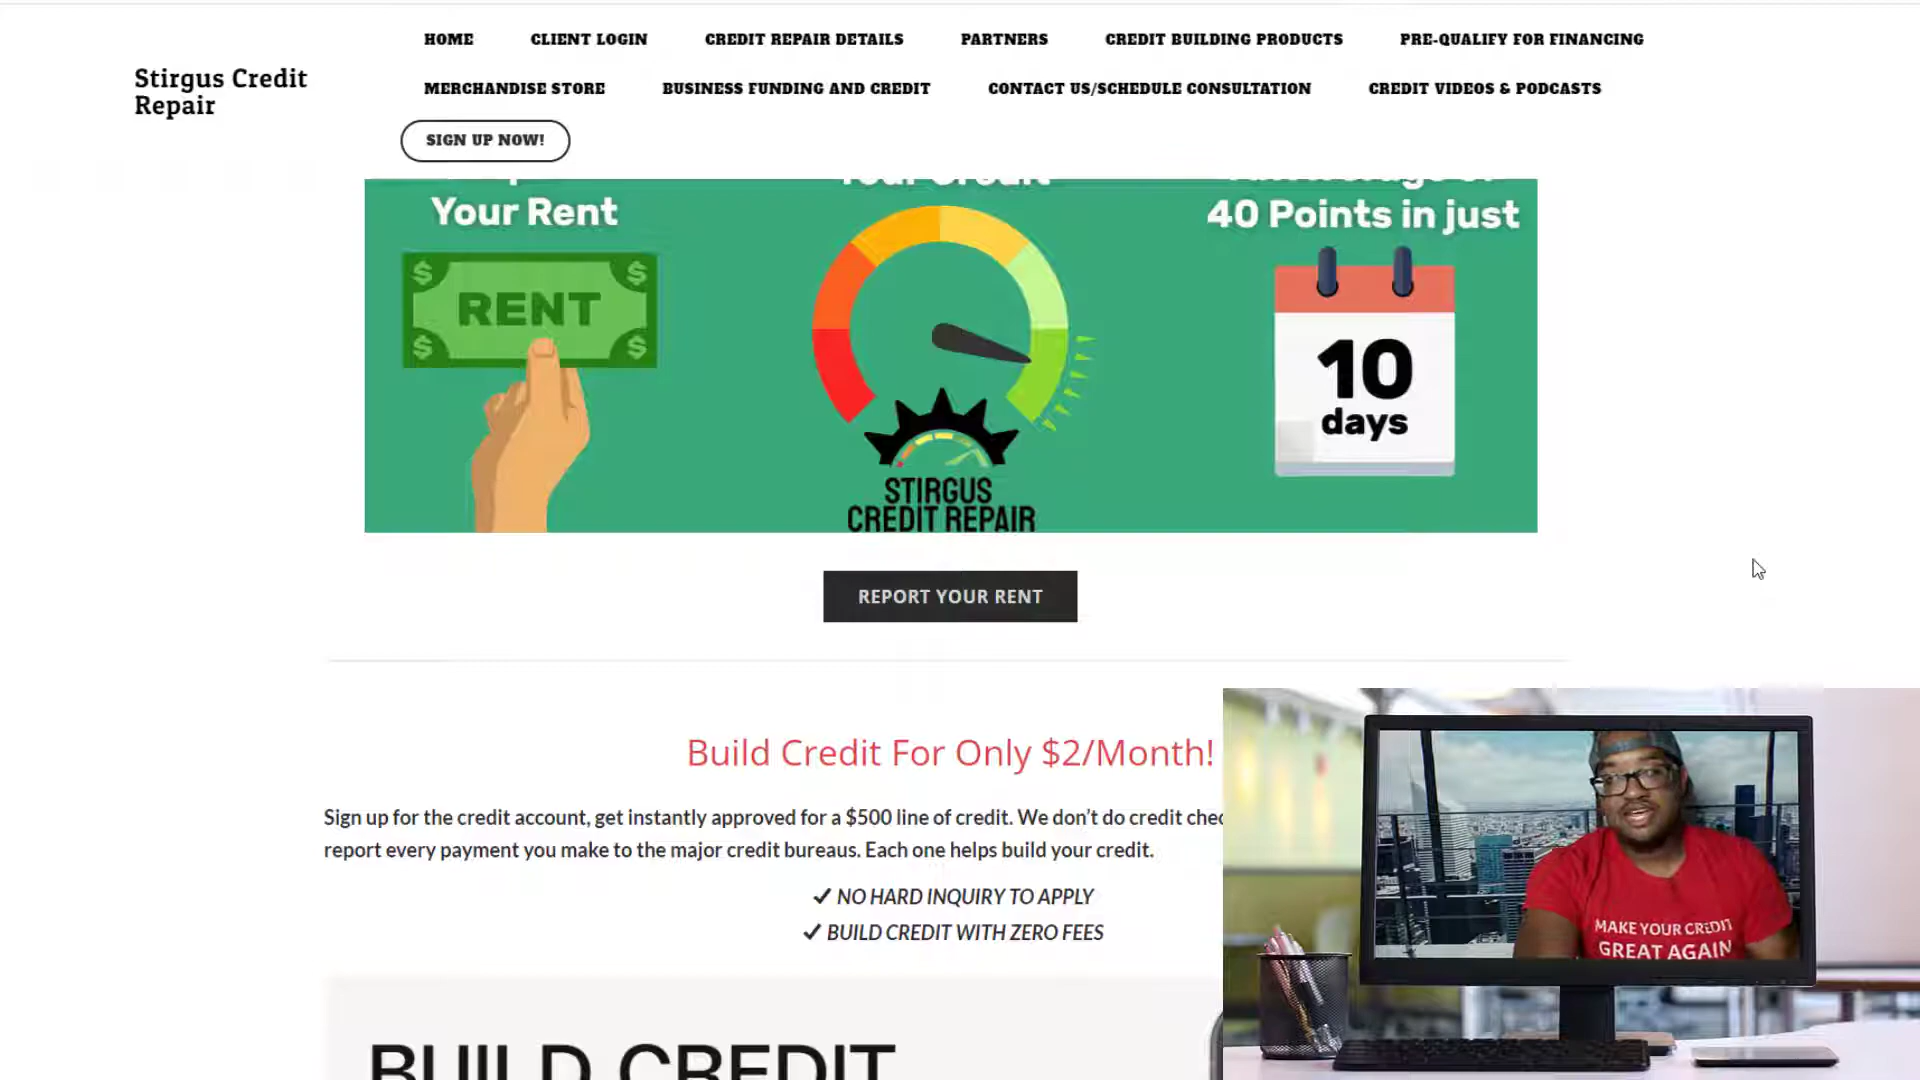 HOME CLIENT LOGIN CREDIT REPAIR DETAILS PARTNERS CREDIT BUILDING PRODUCTS PRE-QUALIFY FOR FINANCING
Stirgus Credit
Repair
MERCHANDISE STORE BUSINESS FUNDING AND CREDIT CONTACT US/SCHEDULE CONSULTATION CREDIT VIDEOS & PODCASTS
SIGN UP NOW!
Your Credit
Your Rent
40 Points in just
$ $
RENT
$ $
10
days
STIRGUS
CREDIT REPAIR
REPORT YOUR RENT
Build Credit For Only $2/Month!
Sign up for the credit account, get instantly approved for a $500 line of credit. We don't do credit
report every payment you make to the major credit bureaus. Each one helps build your credit.
✓ NO HARD INQUIRY TO APPLY
✓ BUILD CREDIT WITH ZERO FEES
BUILD CREDIT
MAKE YOUR CREDIT
GREAT AGAIN